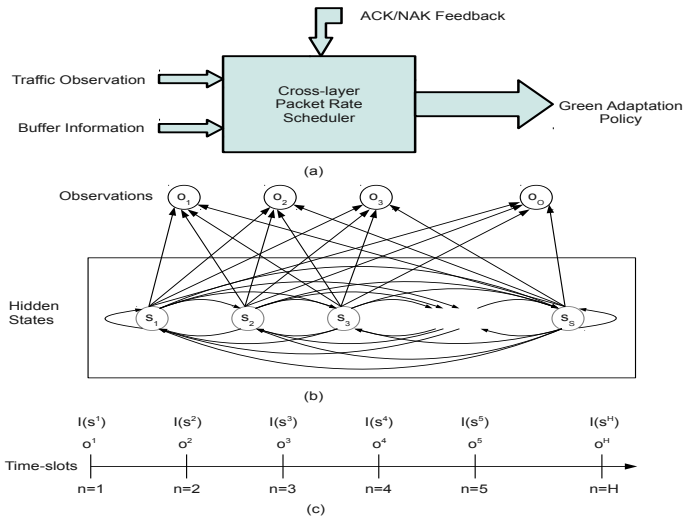 ACK/NAK Feedback
Traffic Observation
Buffer Information
Cross-layer
Packet Rate
Scheduler
Green Adaptation
Policy
(a)
Observations
o1 o2 o3 oO
Hidden
States
s1 s2 s3 sS
(b)
I(s1) I(s2) I(s3) I(s4) I(s5) I(sH)
o1 o2 o3 o4 o5 oH
Time-slots
n=1 n=2 n=3 n=4 n=5 n=H
(c)